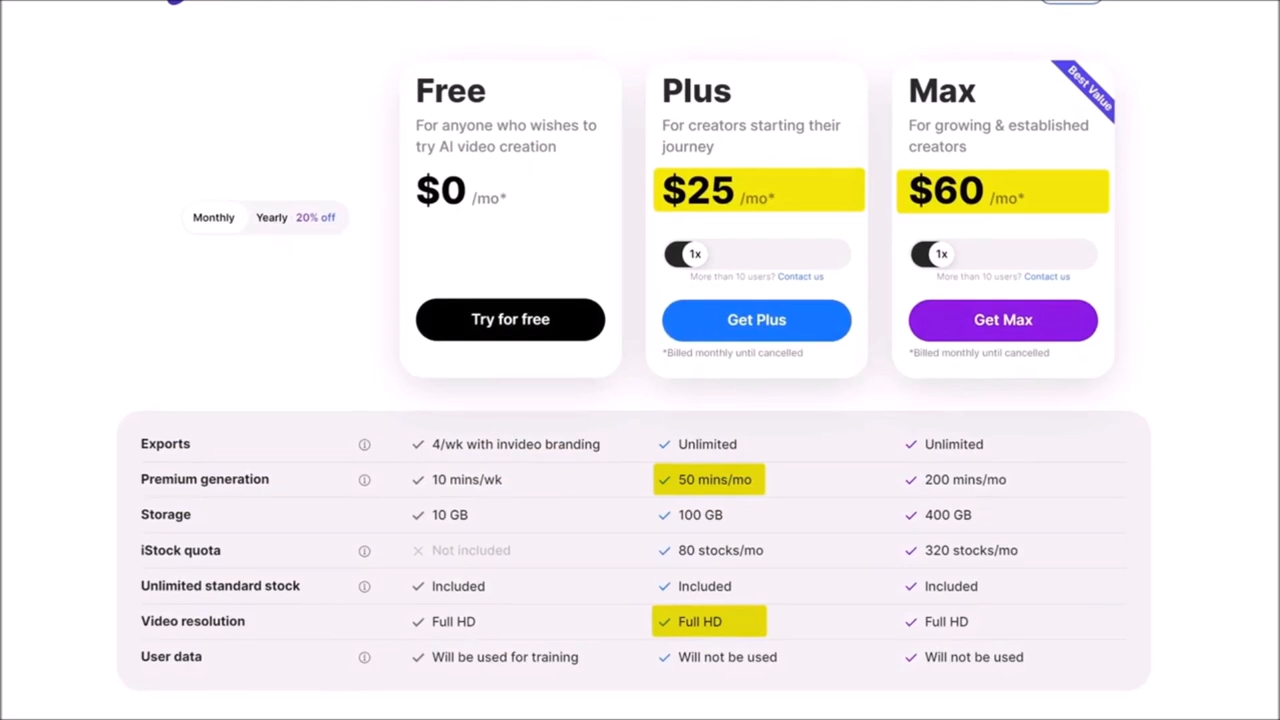 Free
For anyone who wishes to
try AI video creation
$0 /mo*
Try for free
Plus
For creators starting their
journey
$25 /mo*
1x
More than 10 users? Contact us
Get Plus
*Billed monthly until cancelled
Max
Best Value
For growing & established
creators
$60 /mo*
1x
More than 10 users? Contact us
Get Max
*Billed monthly until cancelled
Monthly Yearly 20% off
Exports 4/wk with invideo branding Unlimited Unlimited
Premium generation 10 mins/wk 50 mins/mo 200 mins/mo
Storage 10 GB 100 GB 400 GB
iStock quota Not included 80 stocks/mo 320 stocks/mo
Unlimited standard stock Included Included Included
Video resolution Full HD Full HD Full HD
User data Will be used for training Will not be used Will not be used